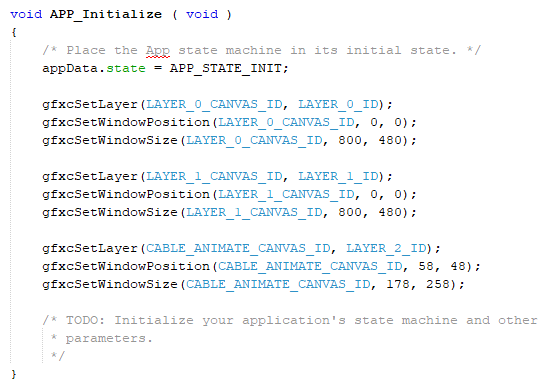 void APP_Initialize ( void )
{
/* Place the App state machine in its initial state. */
appData.state = APP_STATE_INIT;
gfxcSetLayer(LAYER_0_CANVAS_ID, LAYER_0_ID);
gfxcSetWindowPosition(LAYER_0_CANVAS_ID, 0, 0);
gfxcSetWindowSize(LAYER_0_CANVAS_ID, 800, 480);
gfxcSetLayer(LAYER_1_CANVAS_ID, LAYER_1_ID);
gfxcSetWindowPosition(LAYER_1_CANVAS_ID, 0, 0);
gfxcSetWindowSize(LAYER_1_CANVAS_ID, 800, 480);
gfxcSetLayer(CABLE_ANIMATE_CANVAS_ID, LAYER_2_ID);
gfxcSetWindowPosition(CABLE_ANIMATE_CANVAS_ID, 58, 48);
gfxcSetWindowSize(CABLE_ANIMATE_CANVAS_ID, 178, 258);
/* TODO: Initialize your application's state machine and other
* parameters.
*/
}